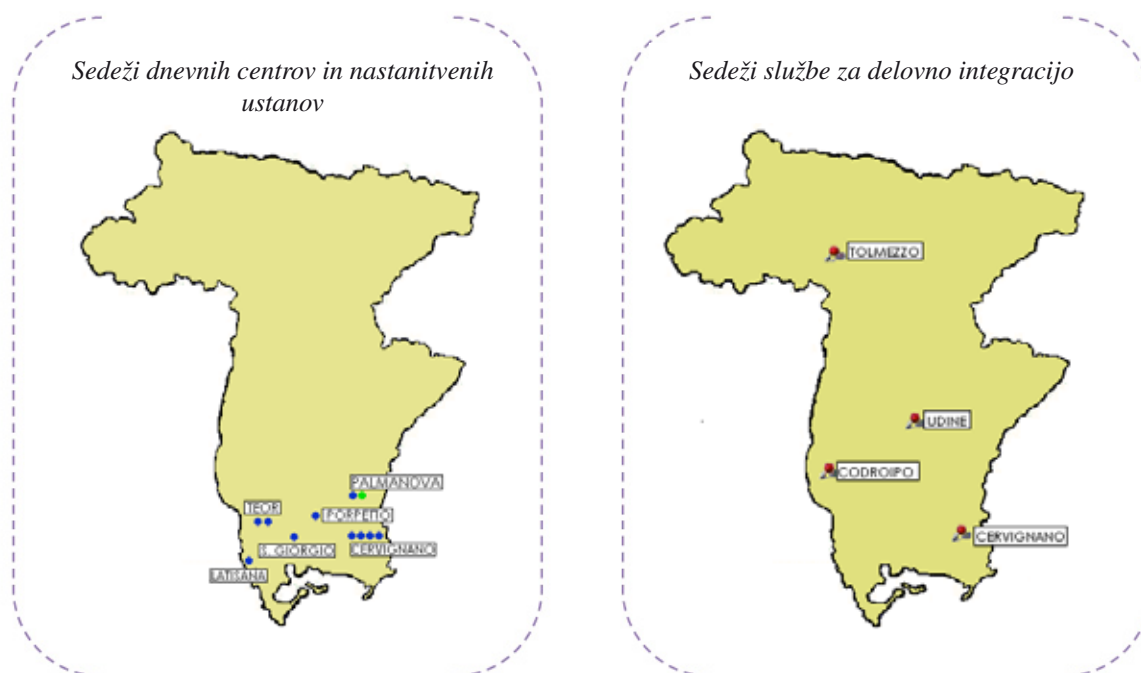 Sedeži dnevnih centrov in nastanitvenih
ustanov
PALMANOVA
TEOR
PORPETTO
S. GIORGIO
CERVIGNANO
LATISANA
Sedeži službe za delovno integracijo
TOLMEZZO
UDINE
CODROIPO
CERVIGNANO